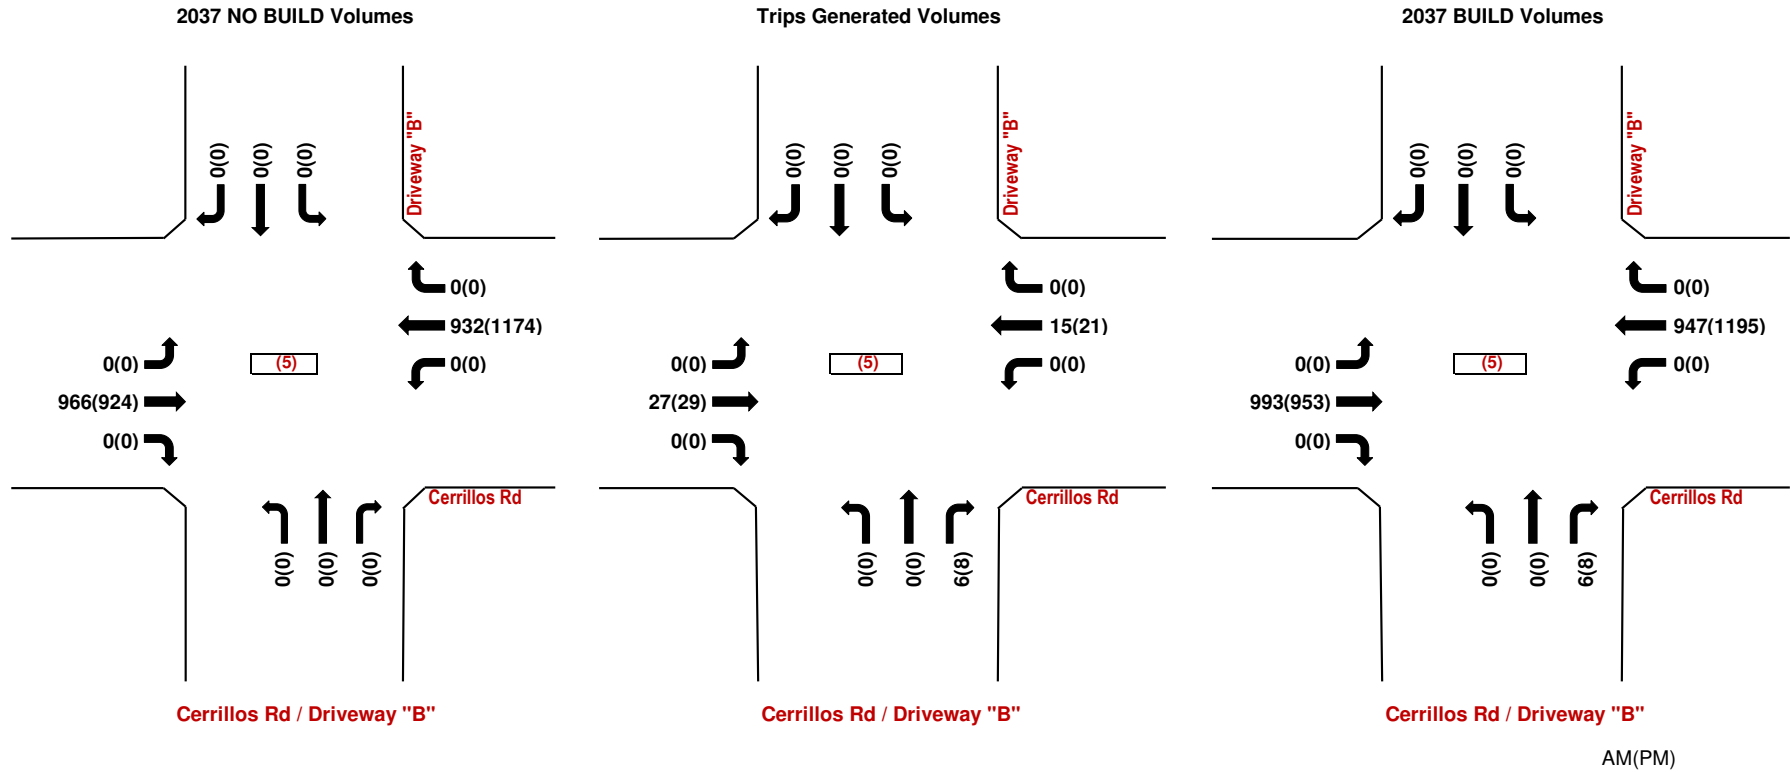 2037 NO BUILD Volumes
0(0) 0(0) 0(0)
Driveway "B"
0(0)
932(1174)
0(0)
0(0)
(5)
966(924)
0(0)
Cerrillos Rd
0(0) 0(0) 0(0)
Cerrillos Rd / Driveway "B"
Trips Generated Volumes
0(0) 0(0) 0(0)
Driveway "B"
0(0)
15(21)
0(0)
0(0)
(5)
27(29)
0(0)
Cerrillos Rd
0(0) 0(0) 6(8)
Cerrillos Rd / Driveway "B"
2037 BUILD Volumes
0(0) 0(0) 0(0)
Driveway "B"
0(0)
947(1195)
0(0)
0(0)
(5)
993(953)
0(0)
Cerrillos Rd
0(0) 0(0) 6(8)
Cerrillos Rd / Driveway "B"
AM(PM)